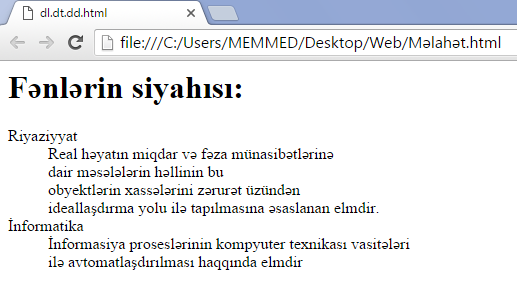 dl.dt.dd.html
file:///C:/Users/MEMMED/Desktop/Web/Məlahət.html
Fənlərin siyahısı:
Riyaziyyat
Real həyatın miqdar və fəza münasibətlərinə
dair məsələlərin həllinin bu
obyektlərin xassələrini zərurət üzündən
ideallaşdırma yolu ilə tapılmasına əsaslanan elmdir.
İnformatika
İnformasiya proseslərinin kompyuter texnikası vasitələri
ilə avtomatlaşdırılması haqqında elmdir